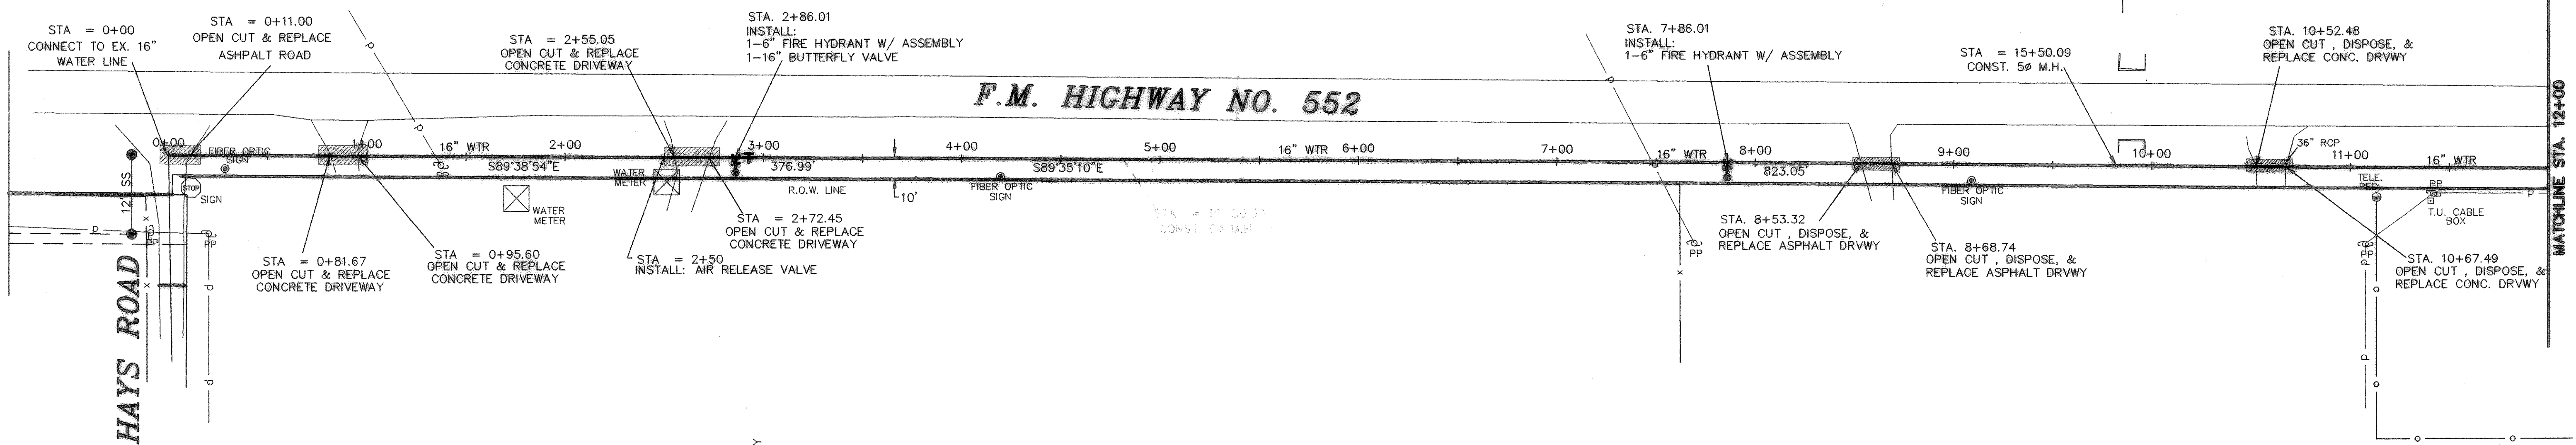 STA = 0+00
CONNECT TO EX. 16"
WATER LINE
STA = 0+11.00
OPEN CUT & REPLACE
ASHPALT ROAD
STA = 2+55.05
OPEN CUT & REPLACE
CONCRETE DRIVEWAY
STA. 2+86.01
INSTALL:
1-6" FIRE HYDRANT W/ ASSEMBLY
1-16" BUTTERFLY VALVE
F.M. HIGHWAY NO. 552
STA. 7+86.01
INSTALL:
1-6" FIRE HYDRANT W/ ASSEMBLY
STA = 15+50.09
CONST. 5ø M.H.
STA. 10+52.48
OPEN CUT , DISPOSE, &
REPLACE CONC. DRVWY
MATCHLINE STA. 12+00
0+00
1+00
16" WTR
2+00
3+00
4+00
5+00
16" WTR
6+00
7+00
16" WTR
8+00
9+00
10+00
36" RCP
11+00
16" WTR
FIBER OPTIC
SIGN
S89°38'54"E
376.99'
S89°35'10"E
823.05'
12" SS
STOP
SIGN
WATER
METER
WATER
METER
R.O.W. LINE
10'
FIBER OPTIC
SIGN
FIBER OPTIC
SIGN
TELE.
PED.
PP
T.U. CABLE
BOX
P
P
P
PP
P
PP
P
PP
P
P
P
PP
P
PP
P
P
x
x
x
STA = 0+81.67
OPEN CUT & REPLACE
CONCRETE DRIVEWAY
STA = 0+95.60
OPEN CUT & REPLACE
CONCRETE DRIVEWAY
STA = 2+50
INSTALL: AIR RELEASE VALVE
STA = 2+72.45
OPEN CUT & REPLACE
CONCRETE DRIVEWAY
CONST. 5ø M.H.
STA. 8+53.32
OPEN CUT , DISPOSE, &
REPLACE ASPHALT DRVWY
STA. 8+68.74
OPEN CUT , DISPOSE, &
REPLACE ASPHALT DRVWY
STA. 10+67.49
OPEN CUT , DISPOSE, &
REPLACE CONC. DRVWY
HAYS ROAD